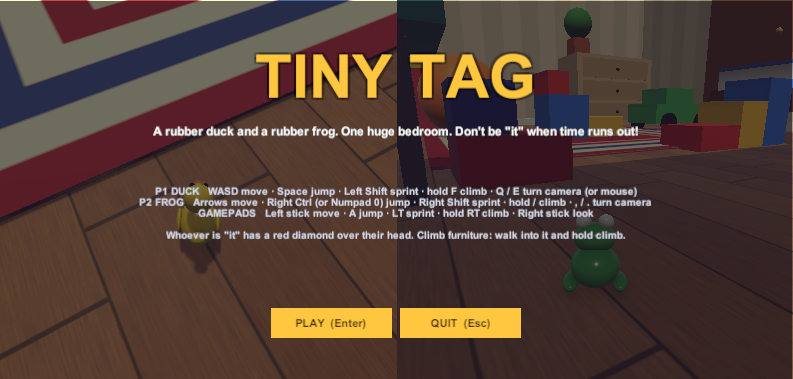 TINY TAG
A rubber duck and a rubber frog. One huge bedroom. Don't be "it" when time runs out!
P1 DUCK WASD move · Space jump · Left Shift sprint · hold F climb · Q / E turn camera (or mouse)
P2 FROG Arrows move · Right Ctrl (or Numpad 0) jump · Right Shift sprint · hold / climb · , / . turn camera
GAMEPADS Left stick move · A jump · LT sprint · hold RT climb · Right stick look
Whoever is "it" has a red diamond over their head. Climb furniture: walk into it and hold climb.
PLAY (Enter) QUIT (Esc)